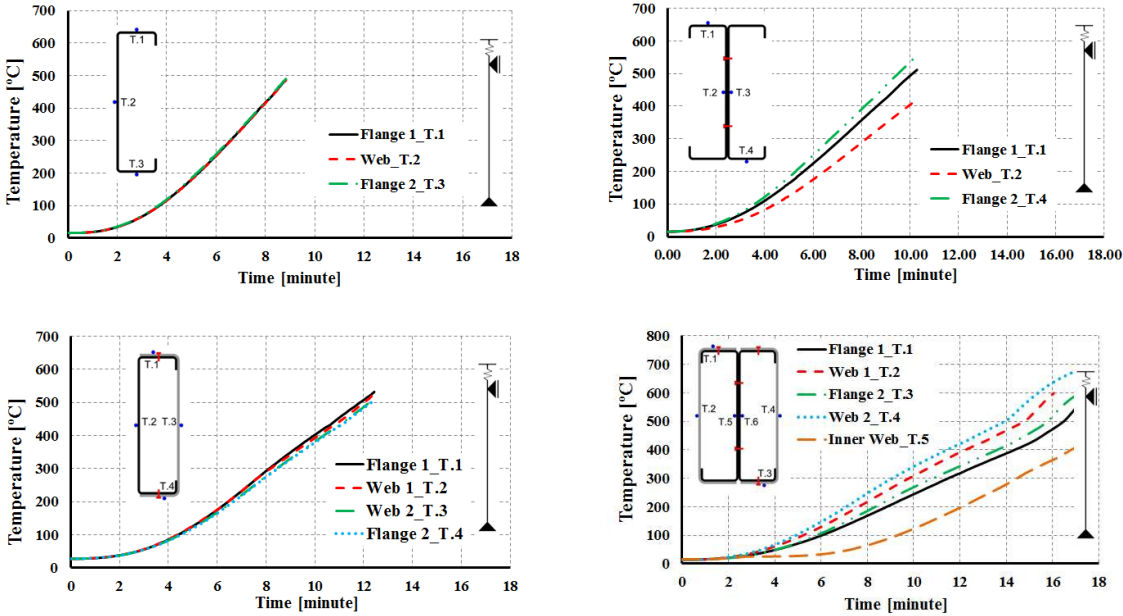 700
600
500
400
300
200
100
0
Temperature [ºC]
T.1
T.2
T.3
Flange 1_T.1
Web_T.2
Flange 2_T.3
0 2 4 6 8 10 12 14 16 18
Time [minute]
700
600
500
400
300
200
100
0
Temperature [ºC]
T.1
T.2 T.3
T.4
Flange 1_T.1
Web_T.2
Flange 2_T.4
0.00 2.00 4.00 6.00 8.00 10.00 12.00 14.00 16.00 18.00
Time [minute]
700
600
500
400
300
200
100
0
Temperature [ºC]
T.1
T.2 T.3
T.4
Flange 1_T.1
Web 1_T.2
Web 2_T.3
Flange 2_T.4
0 2 4 6 8 10 12 14 16 18
Time [minute]
800
700
600
500
400
300
200
100
0
Temperature [ºC]
T.1
T.2 T.4
T.5 T.6
T.3
Flange 1_T.1
Web 1_T.2
Flange 2_T.3
Web 2_T.4
Inner Web_T.5
0 2 4 6 8 10 12 14 16 18
Time [minute]